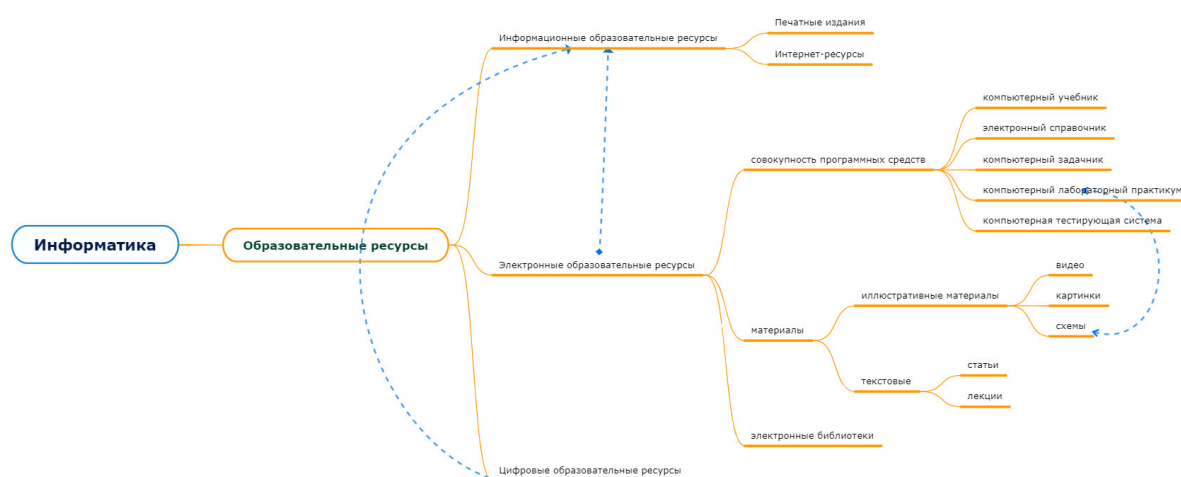 Информатика
Образовательные ресурсы
Информационные образовательные ресурсы
Печатные издания
Интернет-ресурсы
Электронные образовательные ресурсы
совокупность программных средств
компьютерный учебник
электронный справочник
компьютерный задачник
компьютерный лабораторный практикум
компьютерная тестирующая система
материалы
иллюстративные материалы
видео
картинки
схемы
текстовые
статьи
лекции
электронные библиотеки
Цифровые образовательные ресурсы